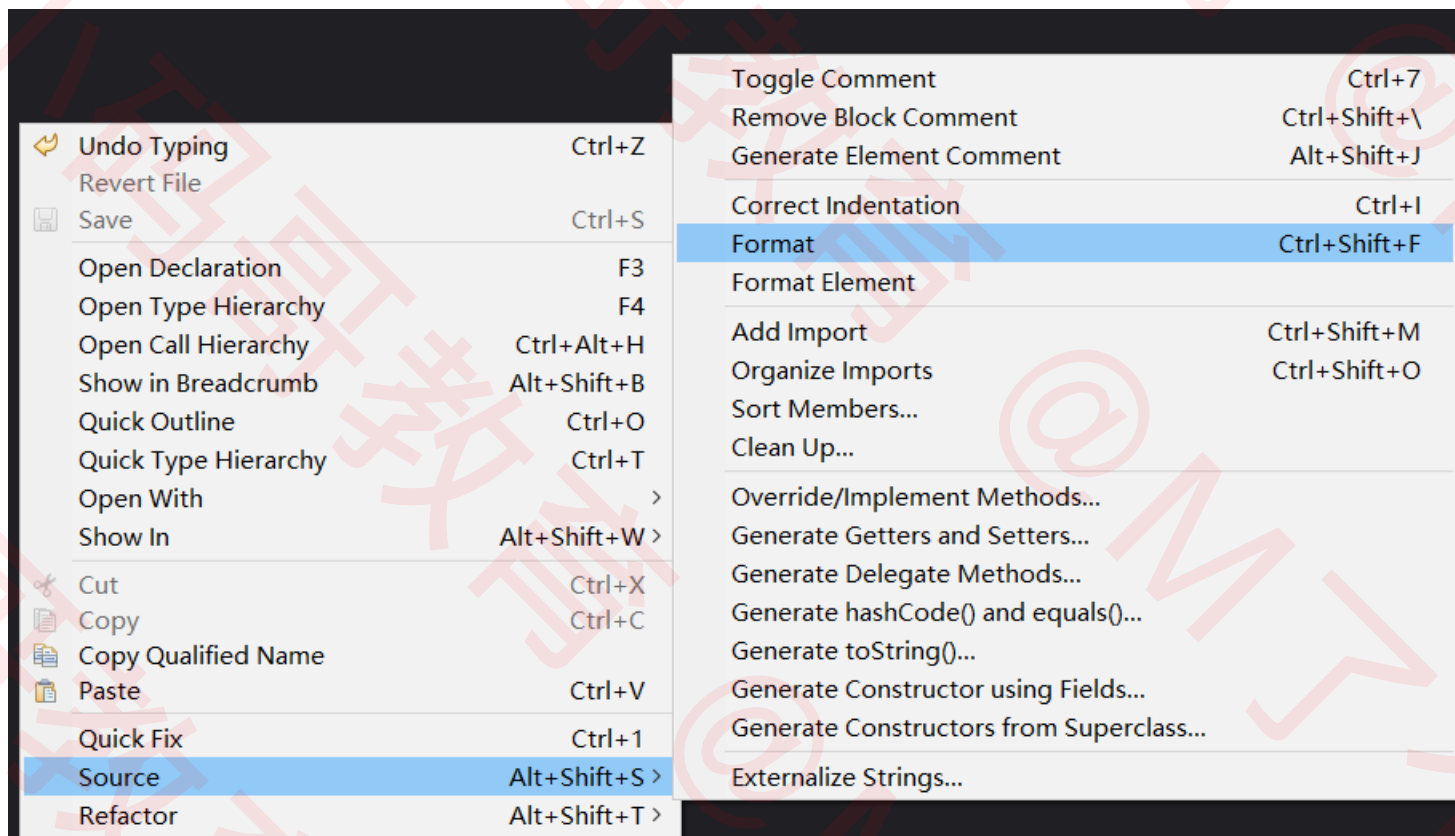 Undo Typing Ctrl+Z
Revert File
Save Ctrl+S
Open Declaration F3
Open Type Hierarchy F4
Open Call Hierarchy Ctrl+Alt+H
Show in Breadcrumb Alt+Shift+B
Quick Outline Ctrl+O
Quick Type Hierarchy Ctrl+T
Open With >
Show In Alt+Shift+W >
Cut Ctrl+X
Copy Ctrl+C
Copy Qualified Name
Paste Ctrl+V
Quick Fix Ctrl+1
Source Alt+Shift+S >
Refactor Alt+Shift+T >
Toggle Comment Ctrl+7
Remove Block Comment Ctrl+Shift+\
Generate Element Comment Alt+Shift+J
Correct Indentation Ctrl+I
Format Ctrl+Shift+F
Format Element
Add Import Ctrl+Shift+M
Organize Imports Ctrl+Shift+O
Sort Members...
Clean Up...
Override/Implement Methods...
Generate Getters and Setters...
Generate Delegate Methods...
Generate hashCode() and equals()...
Generate toString()...
Generate Constructor using Fields...
Generate Constructors from Superclass...
Externalize Strings...
码哥教育
@M了